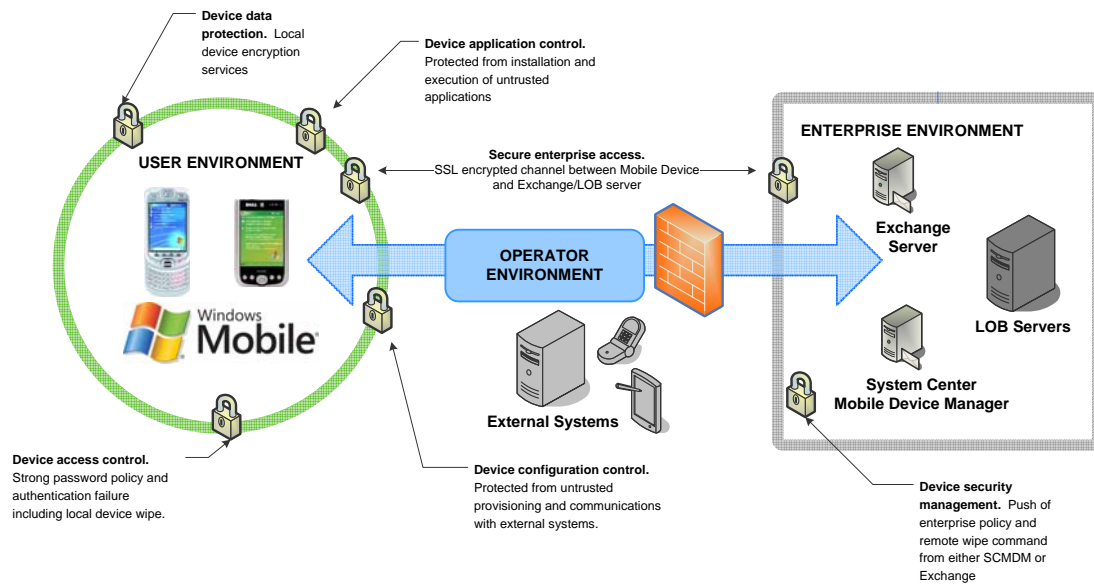 Device data
protection. Local
device encryption
services
Device application control.
Protected from installation and
execution of untrusted
applications
USER ENVIRONMENT
Secure enterprise access.
SSL encrypted channel between Mobile Device
and Exchange/LOB server
ENTERPRISE ENVIRONMENT
Exchange
Server
OPERATOR
ENVIRONMENT
Windows
Mobile
LOB Servers
System Center
Mobile Device Manager
External Systems
Device access control.
Strong password policy and
authentication failure
including local device wipe.
Device configuration control.
Protected from untrusted
provisioning and communications
with external systems.
Device security
management. Push of
enterprise policy and
remote wipe command
from either SCMDM or
Exchange